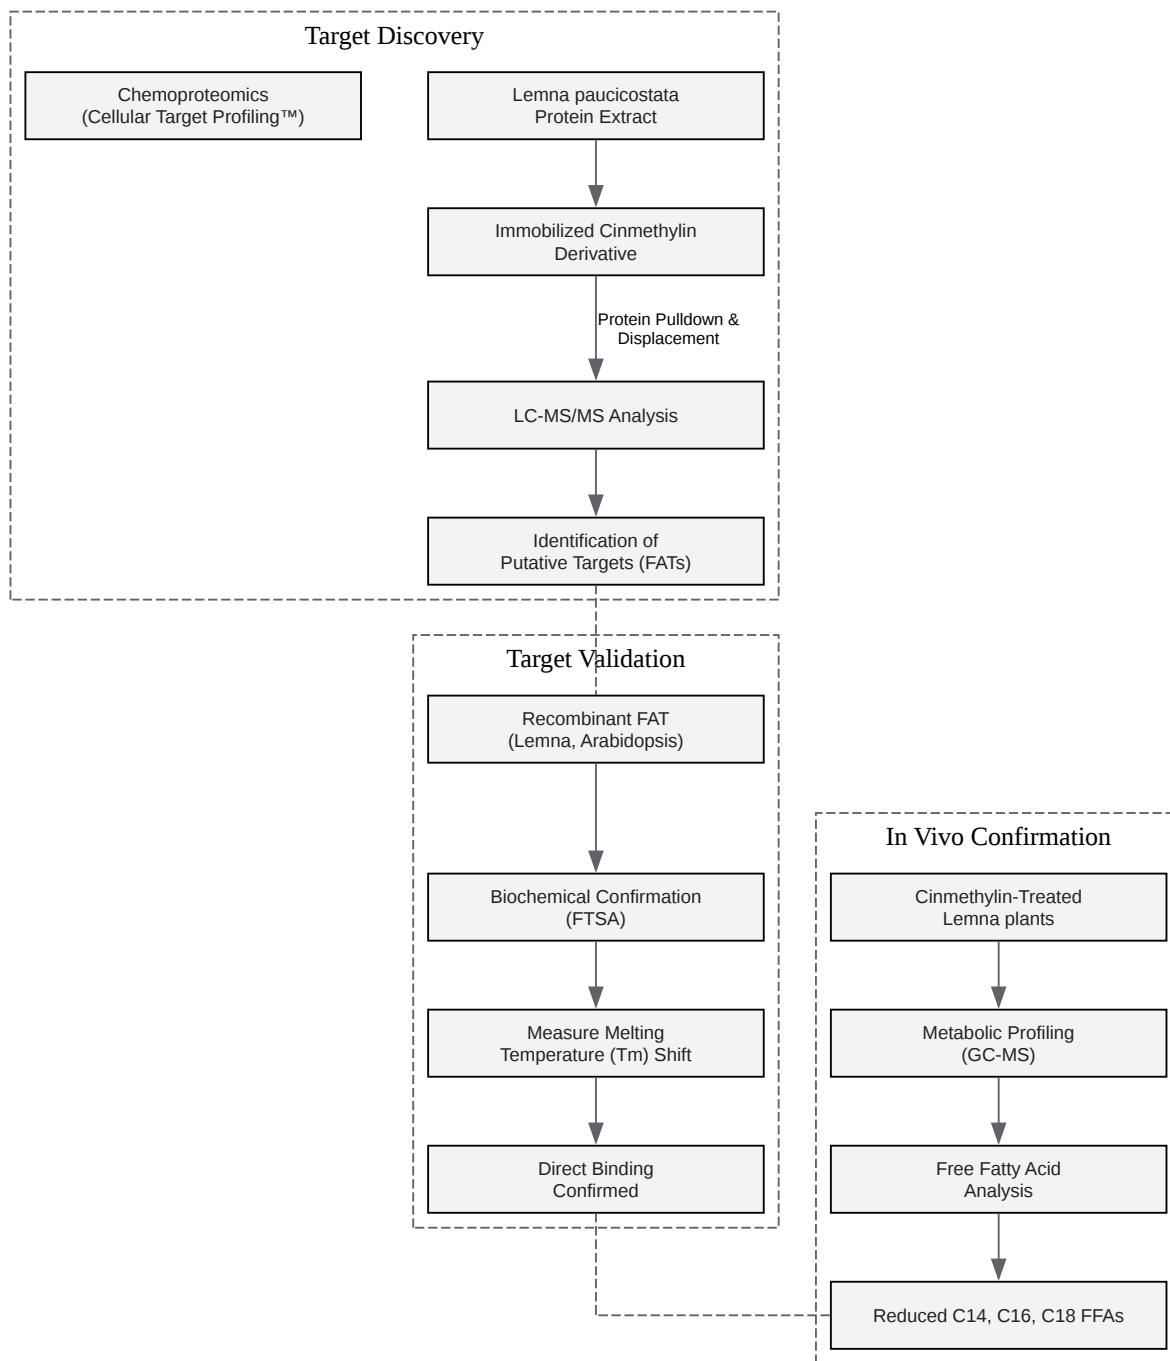 Target Discovery
Chemoproteomics
(Cellular Target Profiling™)
Lemna paucicostata
Protein Extract
Immobilized Cinmethylin
Derivative
Protein Pulldown &
Displacement
LC-MS/MS Analysis
Identification of
Putative Targets (FATs)
Target Validation
Recombinant FAT
(Lemna, Arabidopsis)
Biochemical Confirmation
(FTSA)
Measure Melting
Temperature (Tm) Shift
Direct Binding
Confirmed
In Vivo Confirmation
Cinmethylin-Treated
Lemna plants
Metabolic Profiling
(GC-MS)
Free Fatty Acid
Analysis
Reduced C14, C16, C18 FFAs